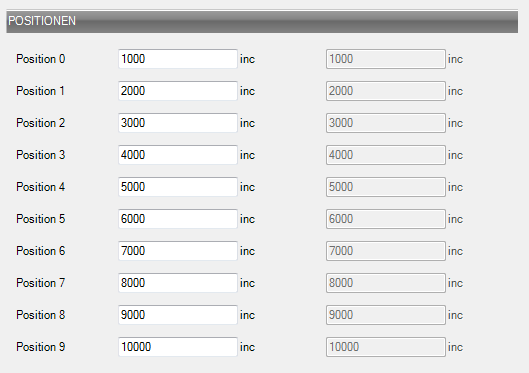 POSITIONEN
Position 0 1000 inc 1000 inc
Position 1 2000 inc 2000 inc
Position 2 3000 inc 3000 inc
Position 3 4000 inc 4000 inc
Position 4 5000 inc 5000 inc
Position 5 6000 inc 6000 inc
Position 6 7000 inc 7000 inc
Position 7 8000 inc 8000 inc
Position 8 9000 inc 9000 inc
Position 9 10000 inc 10000 inc